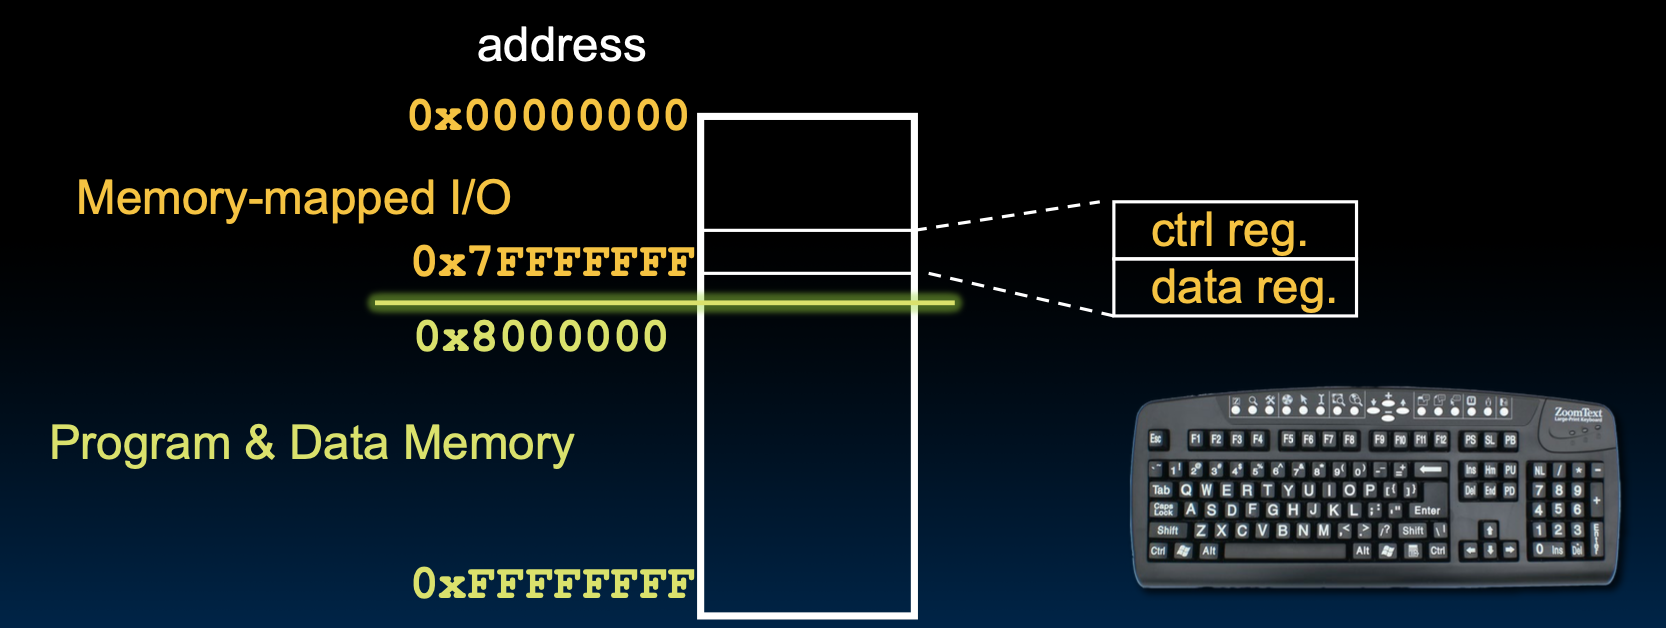 address
0x00000000
Memory-mapped I/O
ctrl reg.
0x7FFFFFFF
data reg.
0x8000000
Program & Data Memory
0xFFFFFFFF
ZoomText
Large-Print Keyboard
Esc F1 F2 F3 F4 F5 F6 F7 F8 F9 F10 F11 F12 PS SL PB
Ins Hm PU NL / * -
Tab Q W E R T Y U I O P Del End PD 7 8 9 +
Caps Lock A S D F G H J K L Enter 4 5 6
Shift Z X C V B N M Shift 1 2 3
Ctrl Alt Alt Ctrl 0 Ins Del